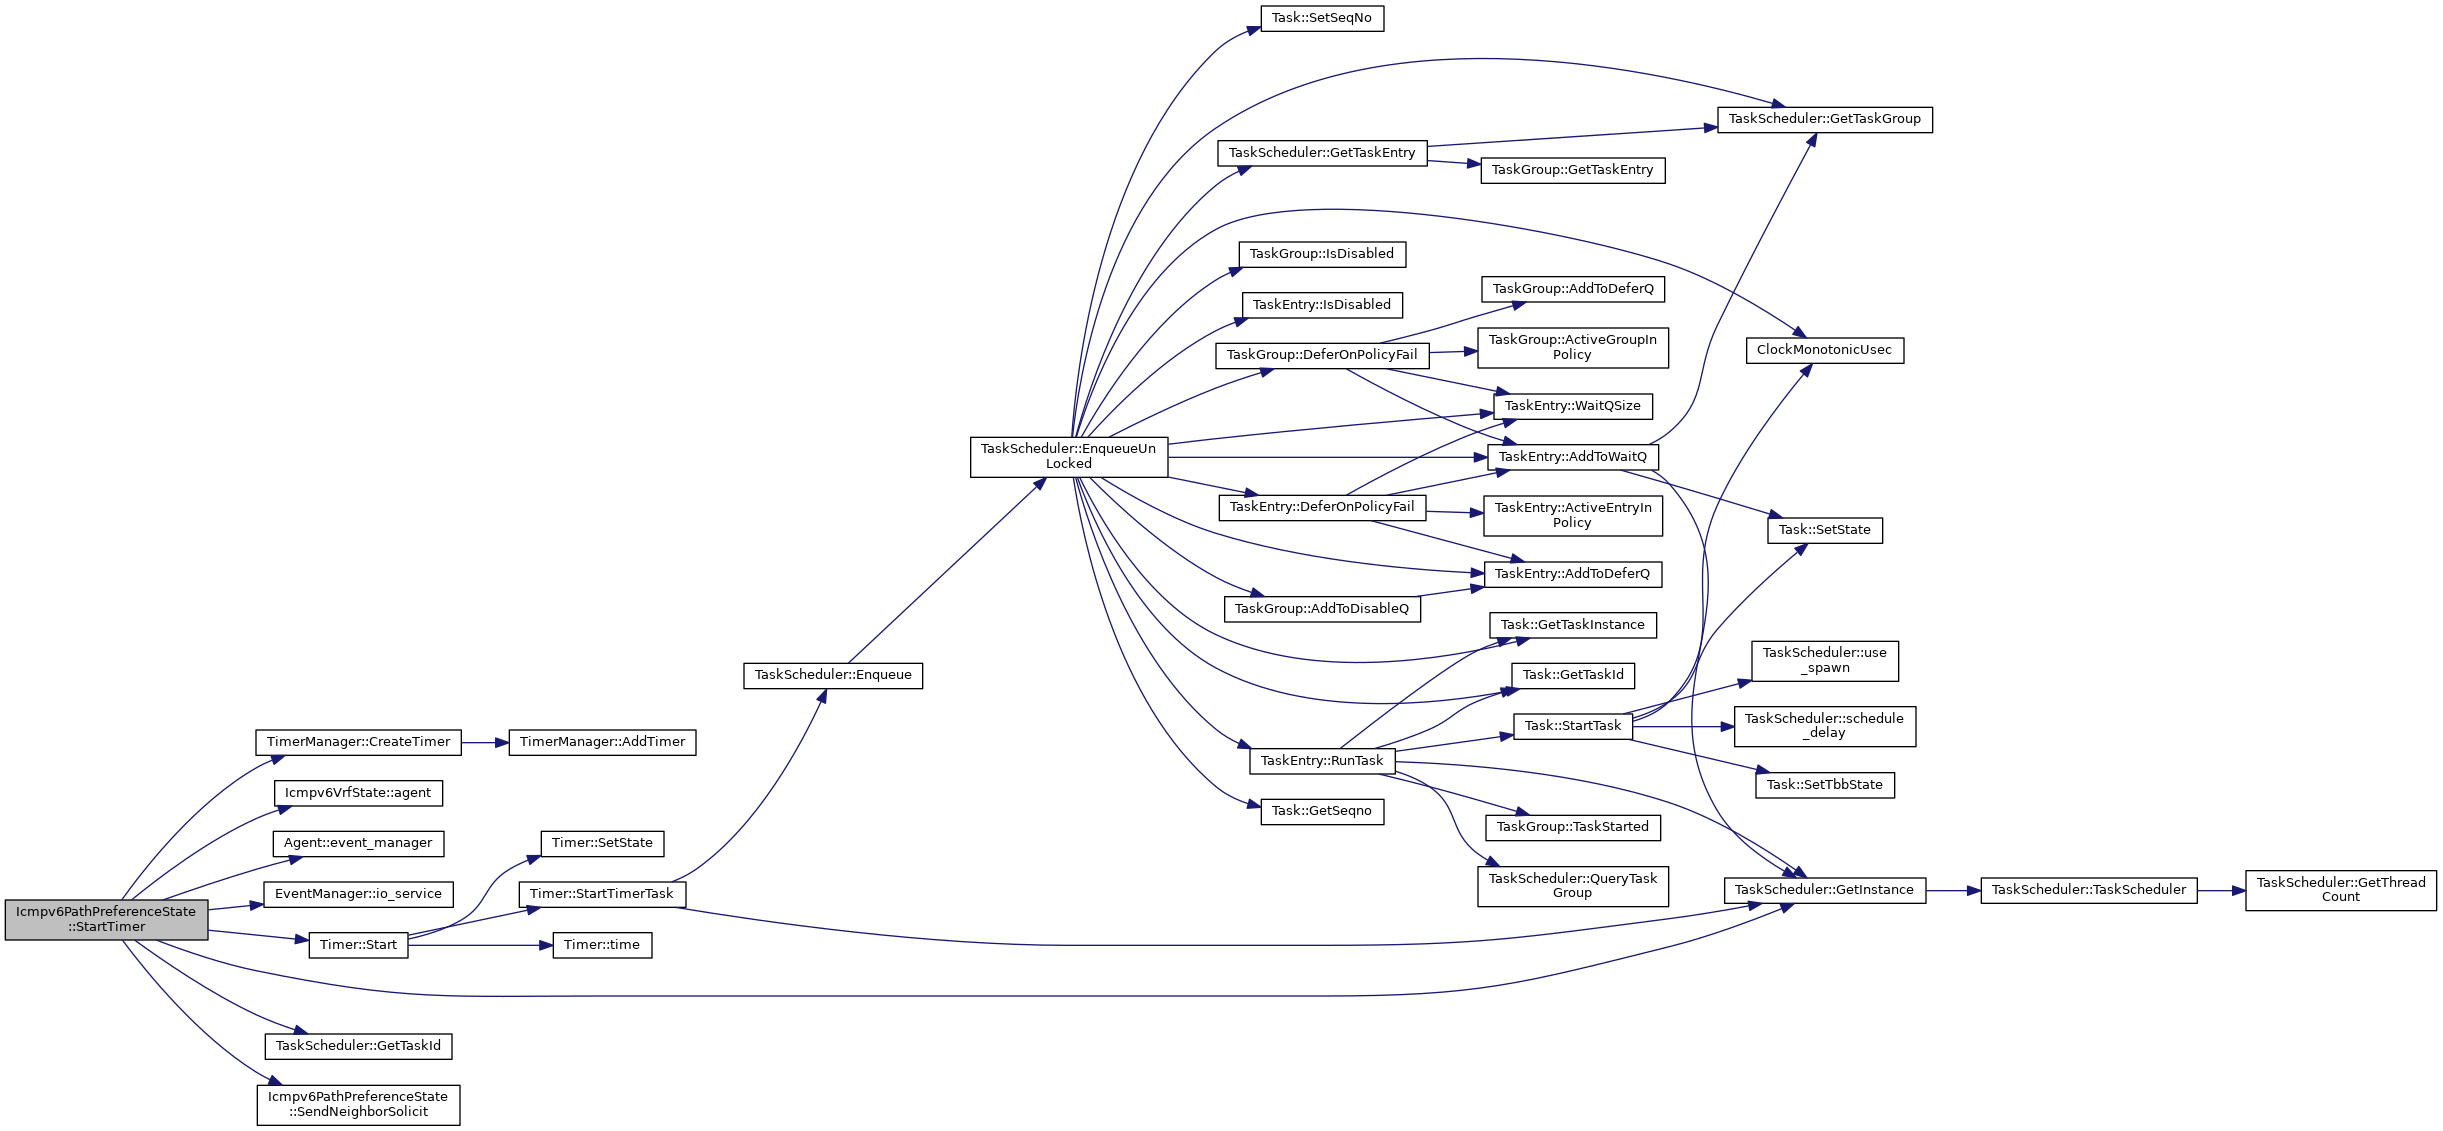 Icmpv6PathPreferenceState
::StartTimer
TimerManager::CreateTimer
Icmpv6VrfState::agent
Agent::event_manager
EventManager::io_service
Timer::Start
TaskScheduler::GetTaskId
Icmpv6PathPreferenceState
::SendNeighborSolicit
TimerManager::AddTimer
Timer::SetState
Timer::StartTimerTask
Timer::time
TaskScheduler::Enqueue
TaskScheduler::EnqueueUn
Locked
Task::SetSeqNo
TaskScheduler::GetTaskEntry
TaskGroup::IsDisabled
TaskEntry::IsDisabled
TaskGroup::DeferOnPolicyFail
TaskEntry::DeferOnPolicyFail
TaskGroup::AddToDisableQ
TaskEntry::RunTask
Task::GetSeqno
TaskGroup::GetTaskEntry
TaskGroup::AddToDeferQ
TaskGroup::ActiveGroupIn
Policy
TaskEntry::WaitQSize
TaskEntry::AddToWaitQ
TaskEntry::ActiveEntryIn
Policy
TaskEntry::AddToDeferQ
Task::GetTaskInstance
Task::GetTaskId
Task::StartTask
TaskGroup::TaskStarted
TaskScheduler::QueryTask
Group
TaskScheduler::GetTaskGroup
ClockMonotonicUsec
Task::SetState
TaskScheduler::use
_spawn
TaskScheduler::schedule
_delay
Task::SetTbbState
TaskScheduler::GetInstance
TaskScheduler::TaskScheduler
TaskScheduler::GetThread
Count